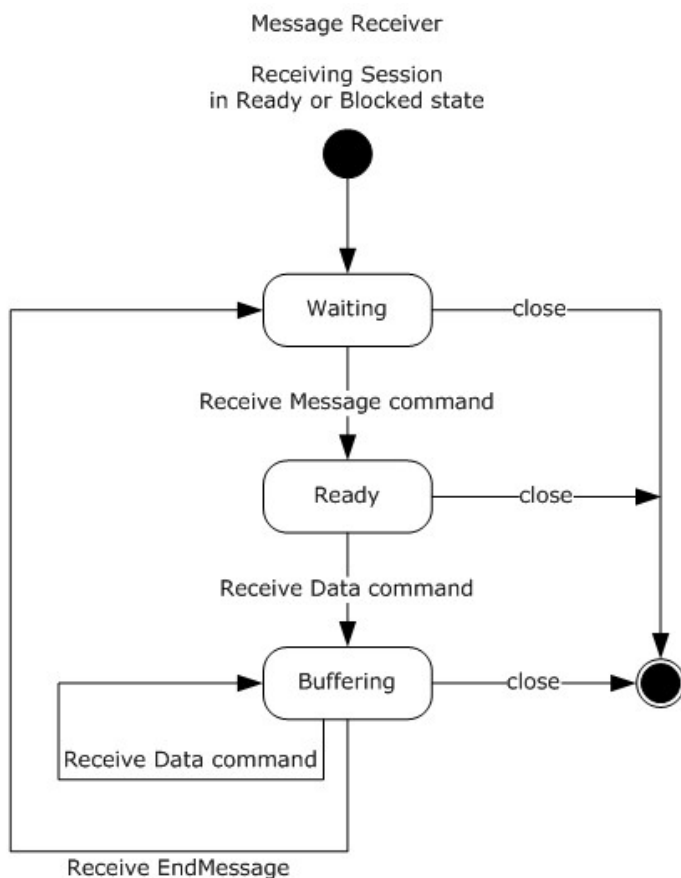 Message Receiver
Receiving Session
in Ready or Blocked state
Waiting
close
Receive Message command
Ready
close
Receive Data command
Buffering
close
Receive Data command
Receive EndMessage